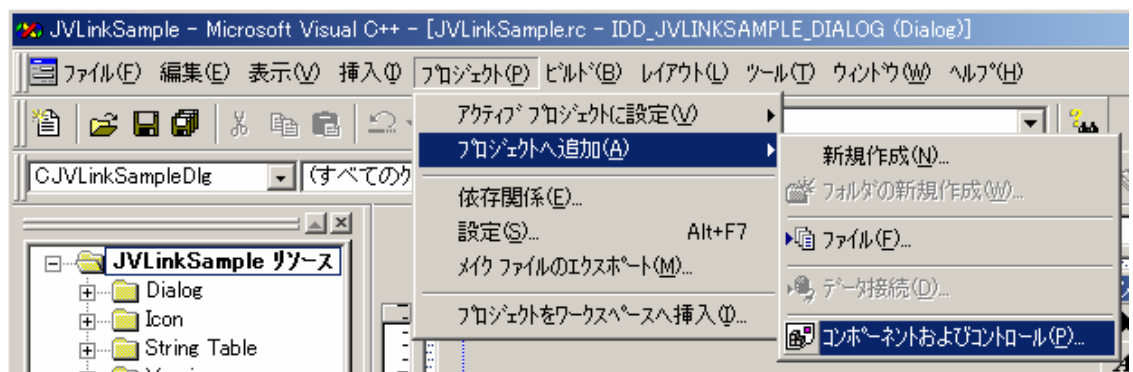 JVLinkSample - Microsoft Visual C++ - [JVLinkSample.rc - IDD_JVLINKSAMPLE_DIALOG (Dialog)]
ﾌｧｲﾙ(F) 編集(E) 表示(V) 挿入(I) ﾌﾟﾛｼﾞｪｸﾄ(P) ﾋﾞﾙﾄﾞ(B) ﾚｲｱｳﾄ(L) ﾂｰﾙ(T) ｳｨﾝﾄﾞｳ(W) ﾍﾙﾌﾟ(H)
ｱｸﾃｨﾌﾞ ﾌﾟﾛｼﾞｪｸﾄに設定(V)
ﾌﾟﾛｼﾞｪｸﾄへ追加(A)
新規作成(N)...
CJVLinkSampleDlg (すべてのｸ
ﾌｫﾙﾀﾞの新規作成(W)...
依存関係(E)...
設定(S)... Alt+F7
ﾌｧｲﾙ(F)...
JVLinkSample ﾘｿｰｽ
ﾒｲｸ ﾌｧｲﾙのｴｸｽﾎﾟｰﾄ(M)...
Dialog
ﾃﾞｰﾀ接続(D)...
Icon
ﾌﾟﾛｼﾞｪｸﾄをﾜｰｸｽﾍﾟｰｽへ挿入(I)...
ｺﾝﾎﾟｰﾈﾝﾄおよびｺﾝﾄﾛｰﾙ(P)...
String Table